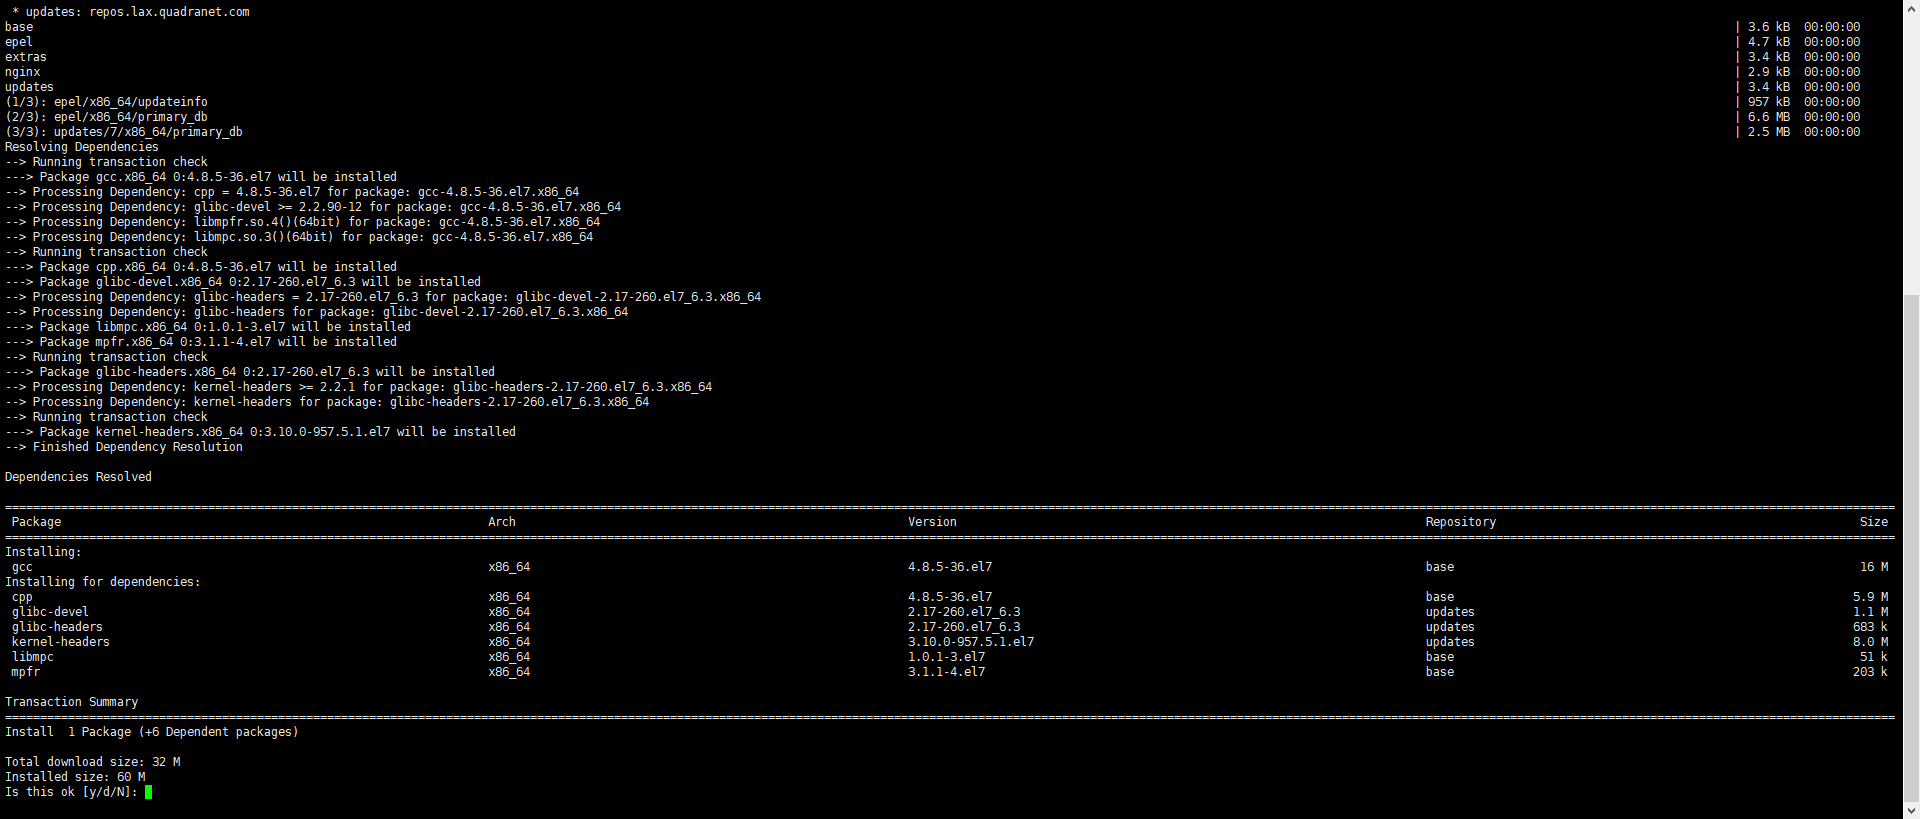 * updates: repos.lax.quadranet.com
base | 3.6 kB 00:00:00
epel | 4.7 kB 00:00:00
extras | 3.4 kB 00:00:00
nginx | 2.9 kB 00:00:00
updates | 3.4 kB 00:00:00
(1/3): epel/x86_64/updateinfo | 957 kB 00:00:00
(2/3): epel/x86_64/primary_db | 6.6 MB 00:00:00
(3/3): updates/7/x86_64/primary_db | 2.5 MB 00:00:00
Resolving Dependencies
--> Running transaction check
---> Package gcc.x86_64 0:4.8.5-36.el7 will be installed
--> Processing Dependency: cpp = 4.8.5-36.el7 for package: gcc-4.8.5-36.el7.x86_64
--> Processing Dependency: glibc-devel >= 2.2.90-12 for package: gcc-4.8.5-36.el7.x86_64
--> Processing Dependency: libmpfr.so.4()(64bit) for package: gcc-4.8.5-36.el7.x86_64
--> Processing Dependency: libmpc.so.3()(64bit) for package: gcc-4.8.5-36.el7.x86_64
--> Running transaction check
---> Package cpp.x86_64 0:4.8.5-36.el7 will be installed
---> Package glibc-devel.x86_64 0:2.17-260.el7_6.3 will be installed
--> Processing Dependency: glibc-headers = 2.17-260.el7_6.3 for package: glibc-devel-2.17-260.el7_6.3.x86_64
--> Processing Dependency: glibc-headers for package: glibc-devel-2.17-260.el7_6.3.x86_64
---> Package libmpc.x86_64 0:1.0.1-3.el7 will be installed
---> Package mpfr.x86_64 0:3.1.1-4.el7 will be installed
--> Running transaction check
---> Package glibc-headers.x86_64 0:2.17-260.el7_6.3 will be installed
--> Processing Dependency: kernel-headers >= 2.2.1 for package: glibc-headers-2.17-260.el7_6.3.x86_64
--> Processing Dependency: kernel-headers for package: glibc-headers-2.17-260.el7_6.3.x86_64
--> Running transaction check
---> Package kernel-headers.x86_64 0:3.10.0-957.5.1.el7 will be installed
--> Finished Dependency Resolution
Dependencies Resolved
Package Arch Version Repository Size
Installing:
gcc x86_64 4.8.5-36.el7 base 16 M
Installing for dependencies:
cpp x86_64 4.8.5-36.el7 base 5.9 M
glibc-devel x86_64 2.17-260.el7_6.3 updates 1.1 M
glibc-headers x86_64 2.17-260.el7_6.3 updates 683 k
kernel-headers x86_64 3.10.0-957.5.1.el7 updates 8.0 M
libmpc x86_64 1.0.1-3.el7 base 51 k
mpfr x86_64 3.1.1-4.el7 base 203 k
Transaction Summary
Install 1 Package (+6 Dependent packages)
Total download size: 32 M
Installed size: 60 M
Is this ok [y/d/N]: